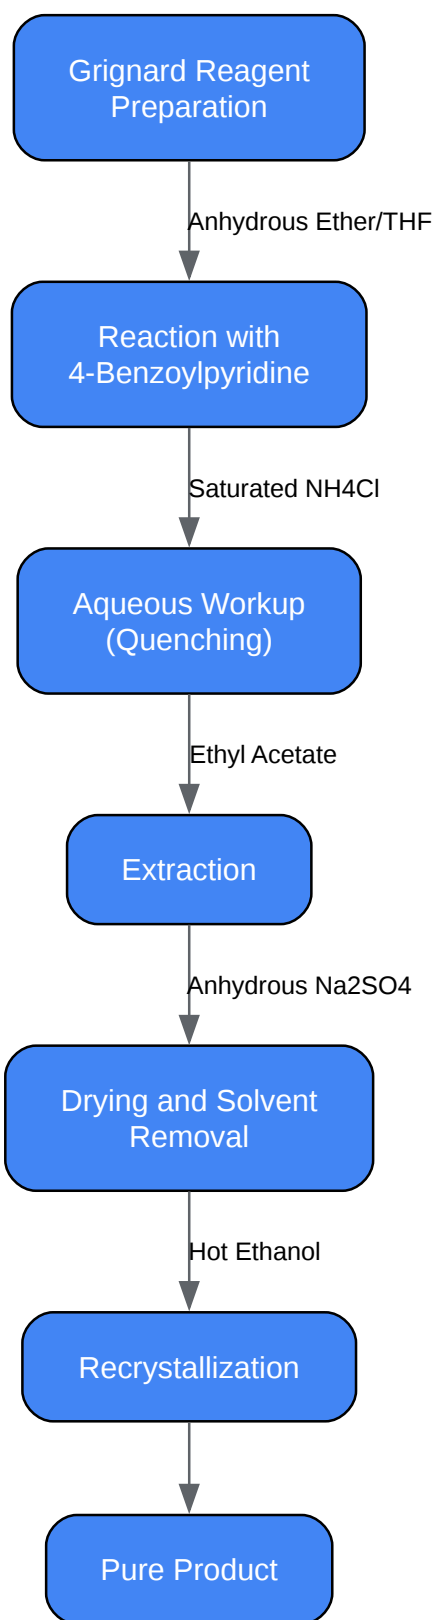 Grignard Reagent
Preparation
Anhydrous Ether/THF
Reaction with
4-Benzoylpyridine
Saturated NH4Cl
Aqueous Workup
(Quenching)
Ethyl Acetate
Extraction
Anhydrous Na2SO4
Drying and Solvent
Removal
Hot Ethanol
Recrystallization
Pure Product